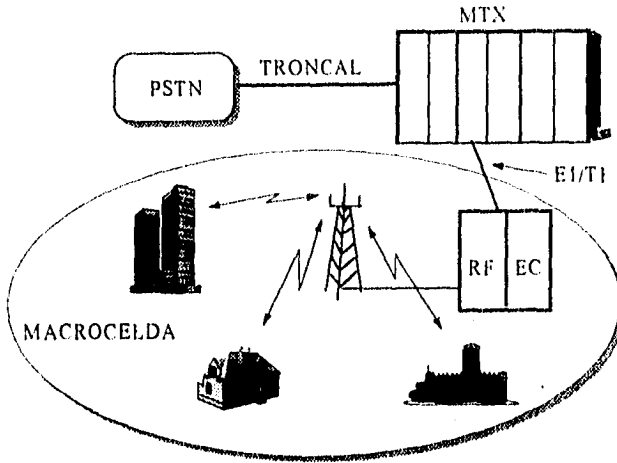 MTX
PSTN
TRONCAL
E1/T1
RF
EC
MACROCELDA